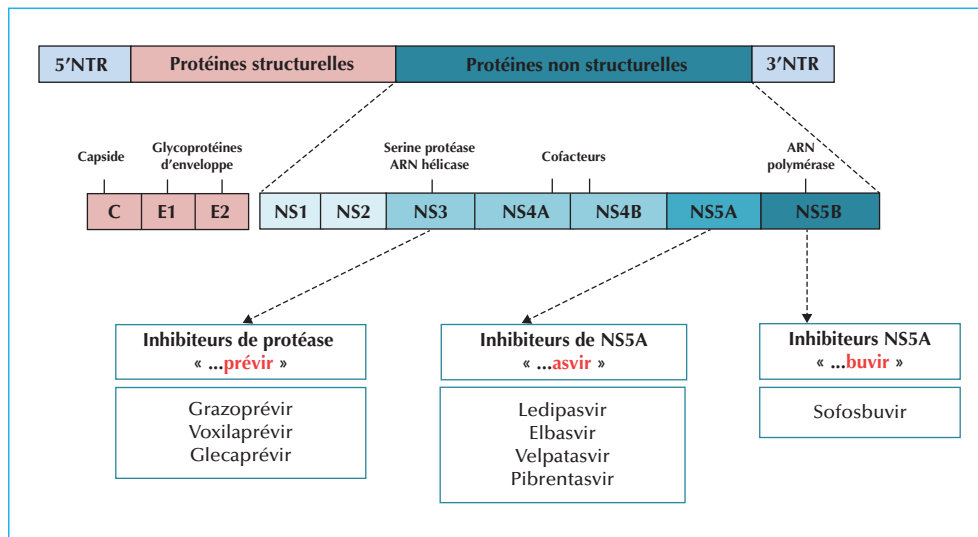 5'NTR
Protéines structurelles
Protéines non structurelles
3'NTR
Capside
Glycoprotéines
d'enveloppe
Serine protéase
ARN hélicase
Cofacteurs
ARN
polymérase
C
E1
E2
NS1
NS2
NS3
NS4A
NS4B
NS5A
NS5B
Inhibiteurs de protéase
« ...prévir »
Grazoprévir
Voxilaprévir
Glecaprévir
Inhibiteurs de NS5A
« ...asvir »
Ledipasvir
Elbasvir
Velpatasvir
Pibrentasvir
Inhibiteurs NS5A
« ...buvir »
Sofosbuvir